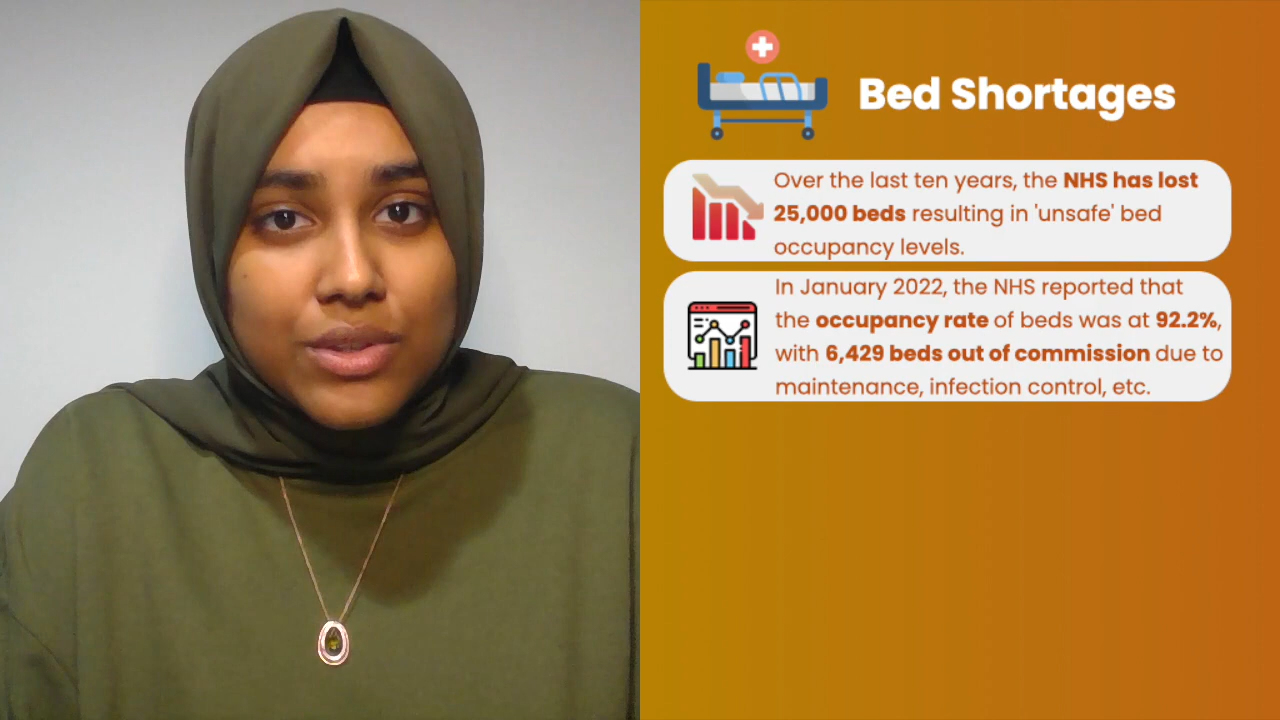 Bed Shortages
Over the last ten years, the NHS has lost
25,000 beds resulting in 'unsafe' bed
occupancy levels.
In January 2022, the NHS reported that
the occupancy rate of beds was at 92.2%,
with 6,429 beds out of commission due to
maintenance, infection control, etc.